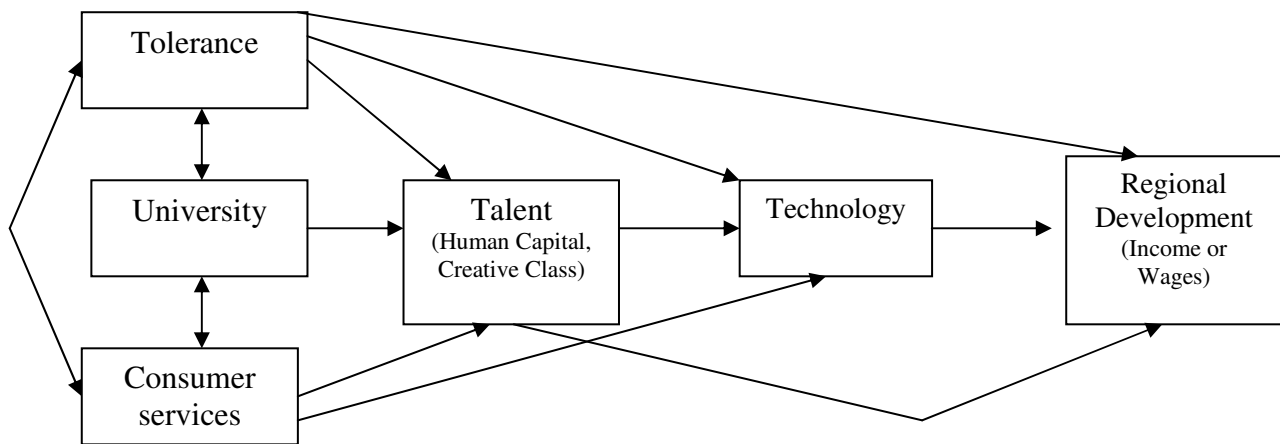 Tolerance
University
Talent
(Human Capital,
Creative Class)
Technology
Regional
Development
(Income or
Wages)
Consumer
services